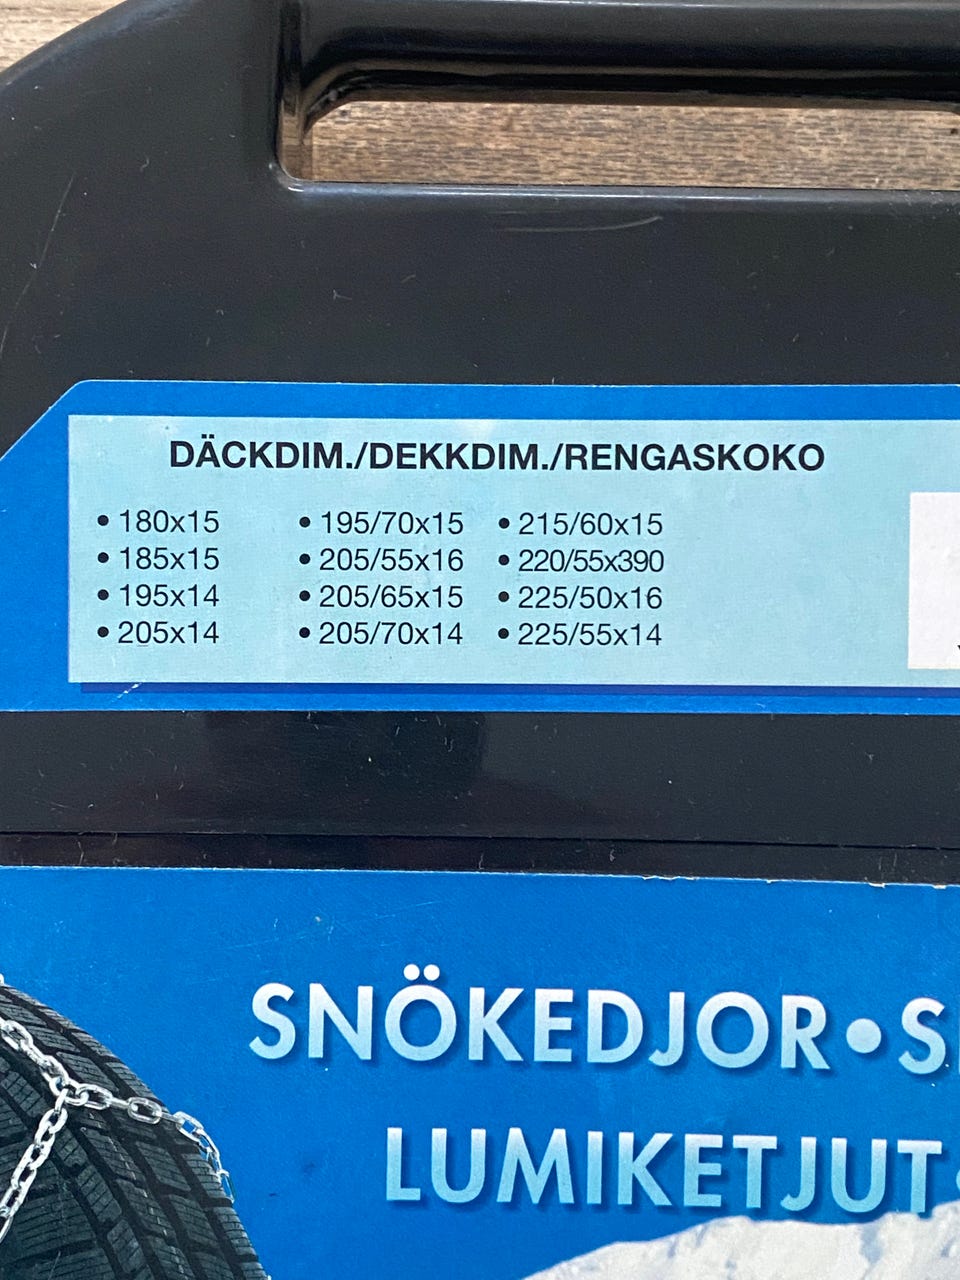 DÄCKDIM./DEKKDIM./RENGASKOKO
• 180x15
• 185x15
• 195x14
• 205x14
• 195/70x15
• 205/55x16
• 205/65x15
• 205/70x14
• 215/60x15
• 220/55x390
• 225/50x16
• 225/55x14
SNÖKEDJOR•S
LUMIKETJUT